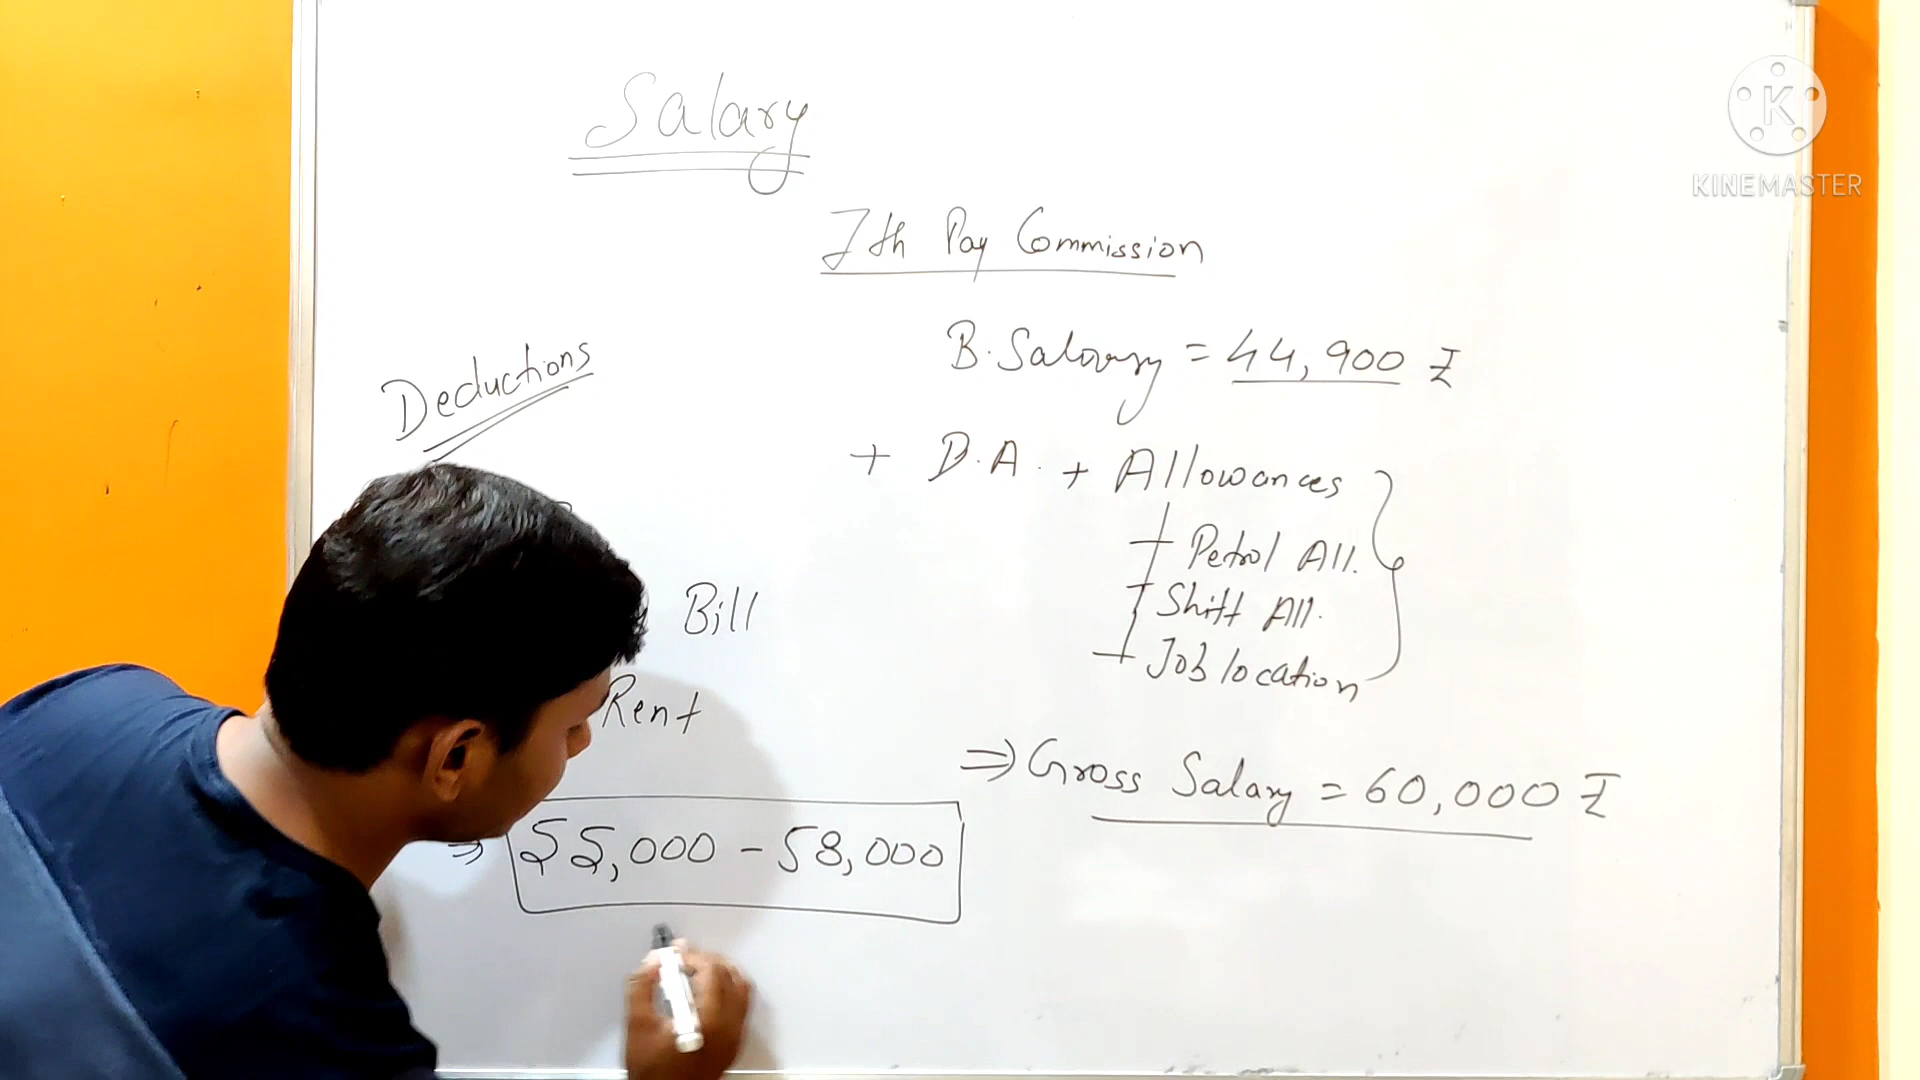 Salary
7th Pay Commission
B. Salary = 44,900 ₹
+ D.A. + Allowances
Petrol All.
Shift All.
Job location
⇒ Gross Salary = 60,000 ₹
Deductions
Bill
Rent
⇒ 55,000 - 58,000
K
KINEMASTER